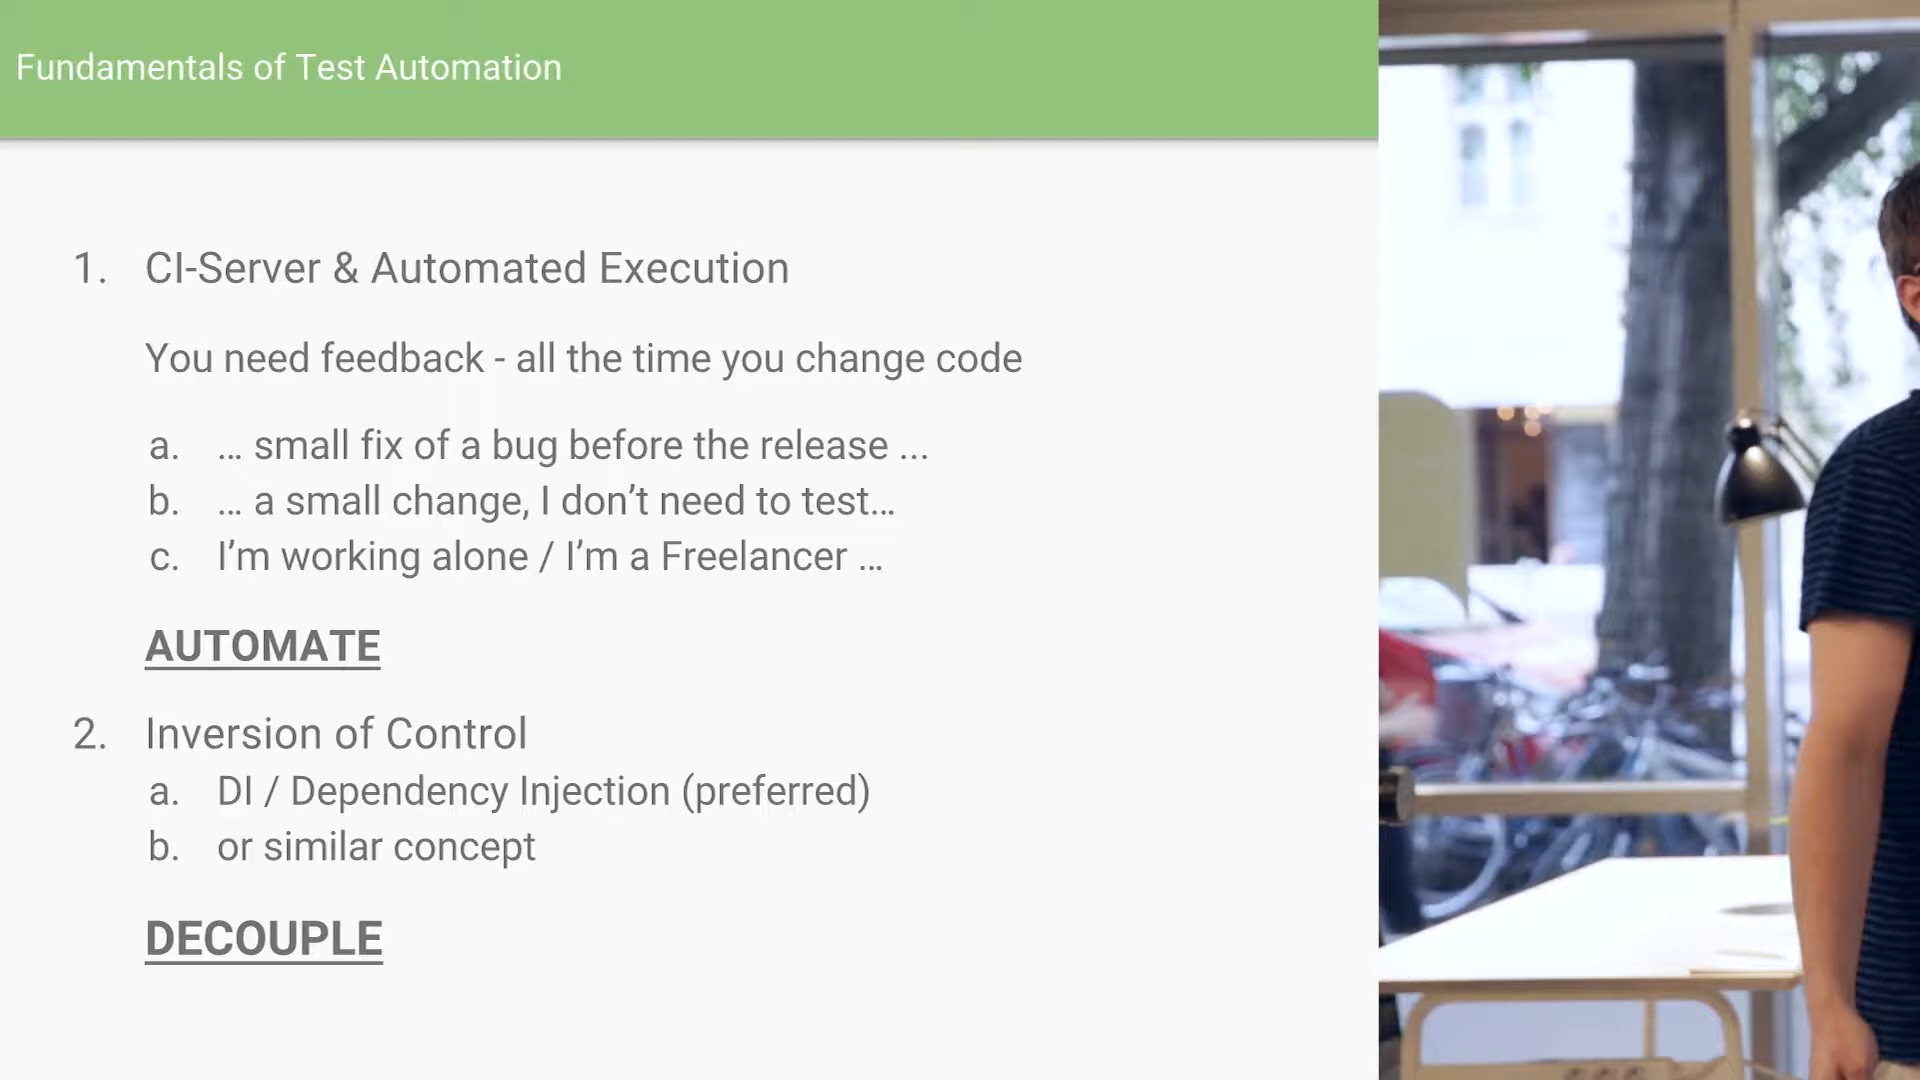 Fundamentals of Test Automation
1. CI-Server & Automated Execution
You need feedback - all the time you change code
a. … small fix of a bug before the release ...
b. … a small change, I don’t need to test…
c. I’m working alone / I’m a Freelancer …
AUTOMATE
2. Inversion of Control
a. DI / Dependency Injection (preferred)
b. or similar concept
DECOUPLE